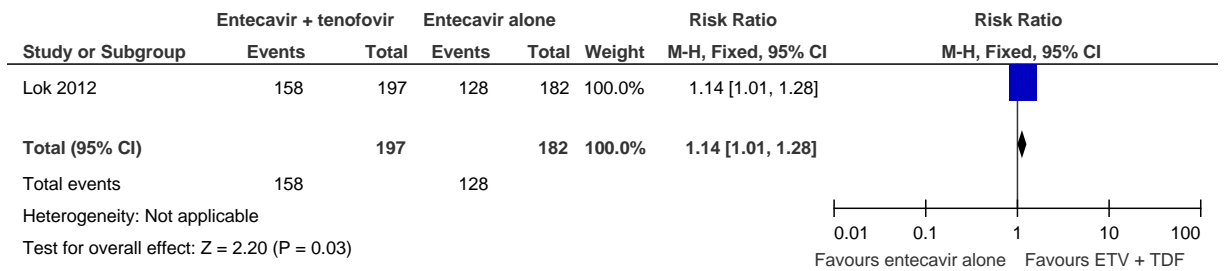 Entecavir + tenofovir Entecavir alone Risk Ratio Risk Ratio
Study or Subgroup Events Total Events Total Weight M-H, Fixed, 95% CI M-H, Fixed, 95% CI
Lok 2012 158 197 128 182 100.0% 1.14 [1.01, 1.28]
Total (95% CI) 197 182 100.0% 1.14 [1.01, 1.28]
Total events 158 128
Heterogeneity: Not applicable
Test for overall effect: Z = 2.20 (P = 0.03)
0.01 0.1 1 10 100
Favours entecavir alone Favours ETV + TDF